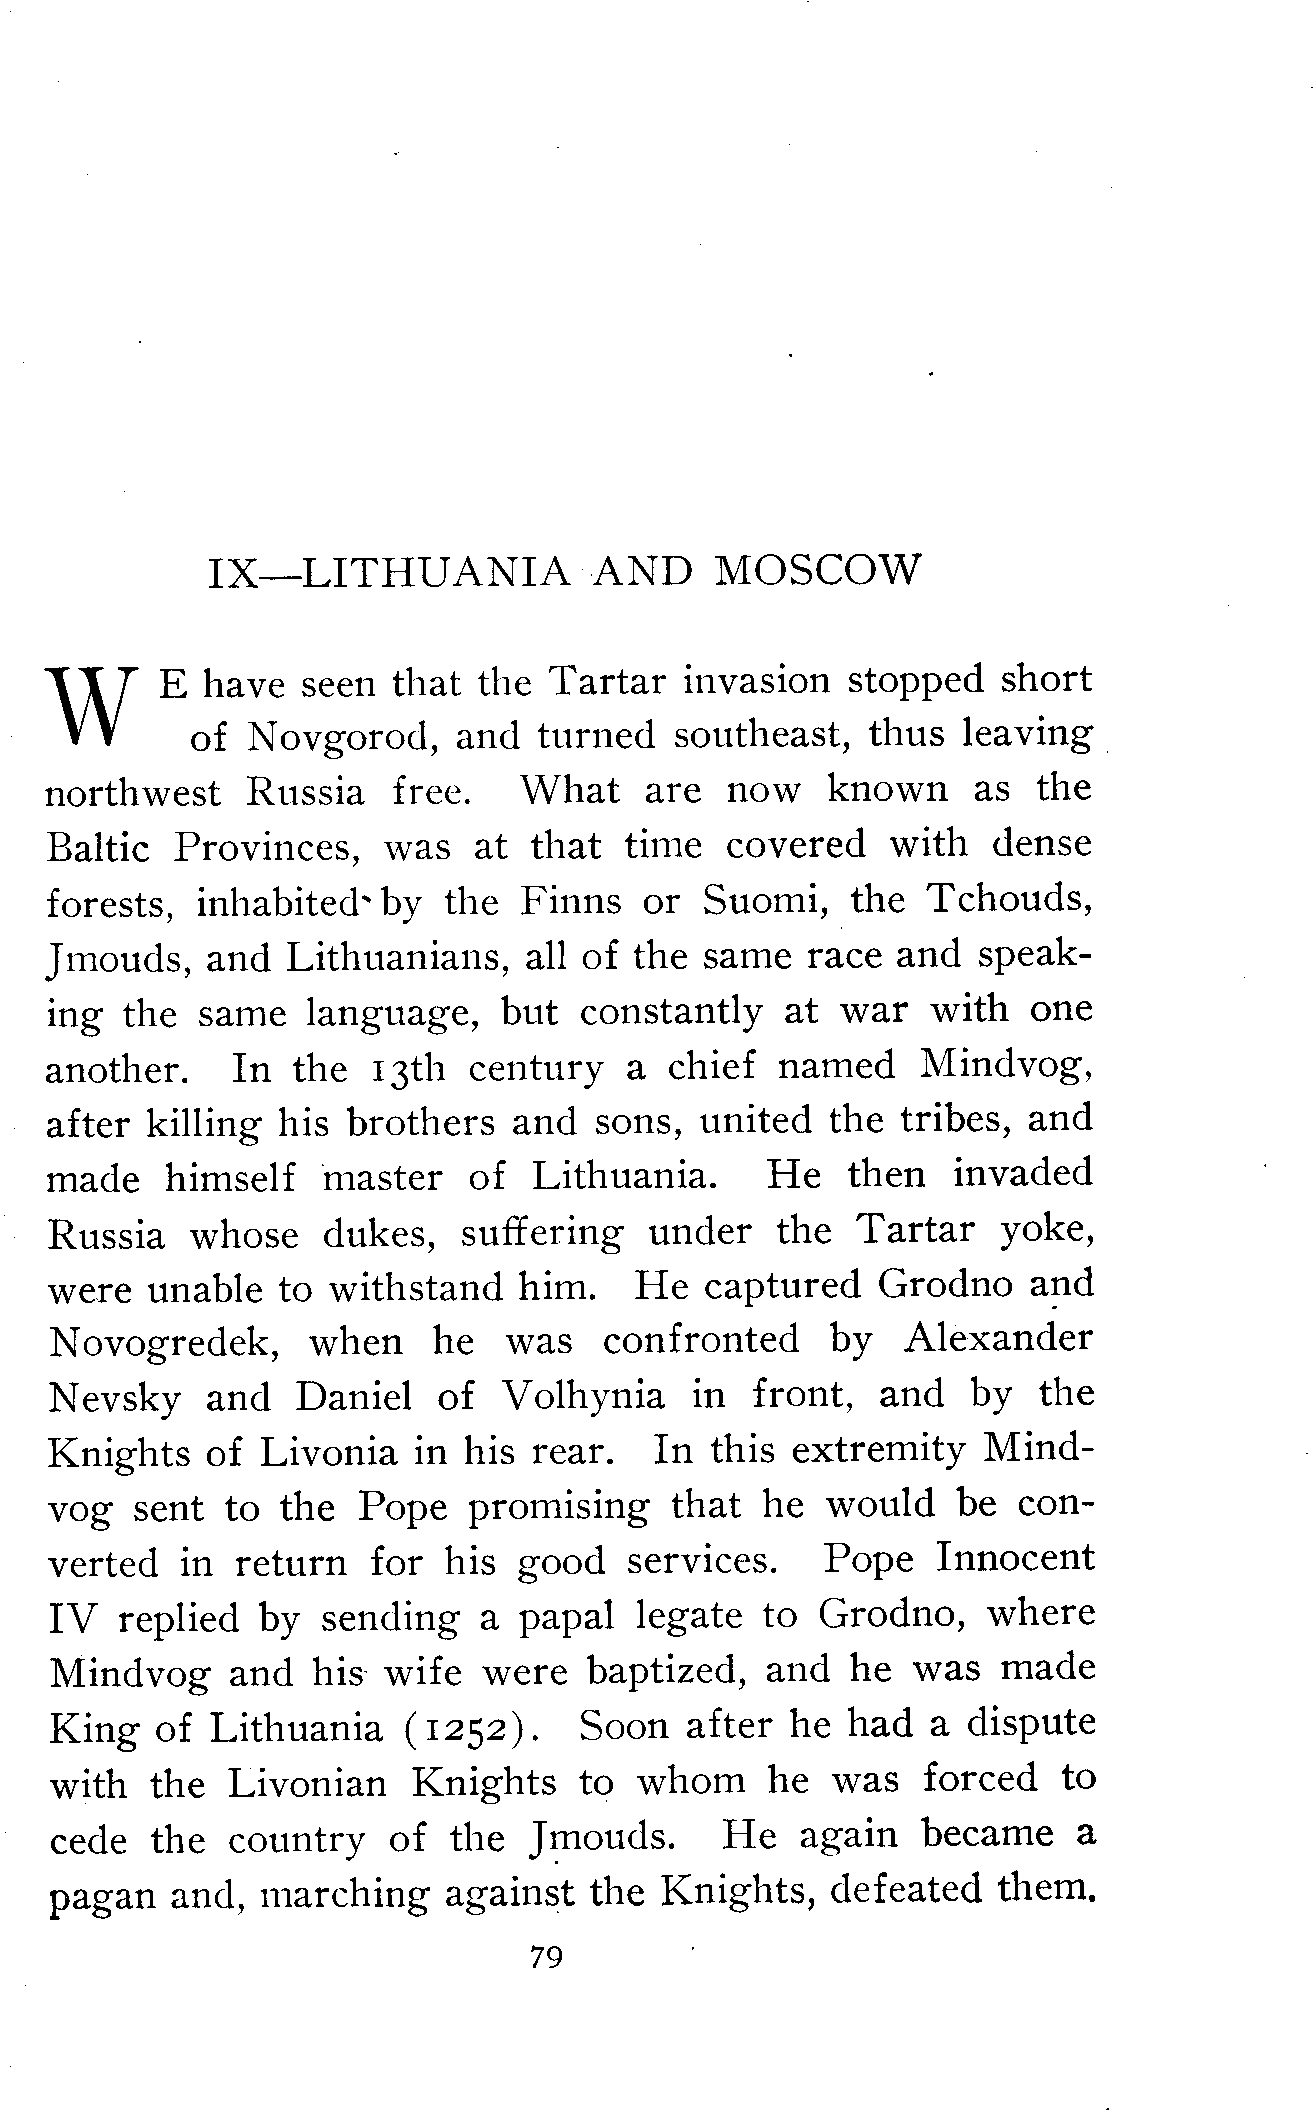 IX—LITHUANIA AND MOSCOW
WE have seen that the Tartar invasion stopped short
of Novgorod, and turned southeast, thus leaving
northwest Russia free. What are now known as the
Baltic Provinces, was at that time covered with dense
forests, inhabited by the Finns or Suomi, the Tchouds,
Jmouds, and Lithuanians, all of the same race and speak-
ing the same language, but constantly at war with one
another. In the 13th century a chief named Mindvog,
after killing his brothers and sons, united the tribes, and
made himself master of Lithuania. He then invaded
Russia whose dukes, suffering under the Tartar yoke,
were unable to withstand him. He captured Grodno and
Novogredek, when he was confronted by Alexander
Nevsky and Daniel of Volhynia in front, and by the
Knights of Livonia in his rear. In this extremity Mind-
vog sent to the Pope promising that he would be con-
verted in return for his good services. Pope Innocent
IV replied by sending a papal legate to Grodno, where
Mindvog and his wife were baptized, and he was made
King of Lithuania (1252). Soon after he had a dispute
with the Livonian Knights to whom he was forced to
cede the country of the Jmouds. He again became a
pagan and, marching against the Knights, defeated them.
79